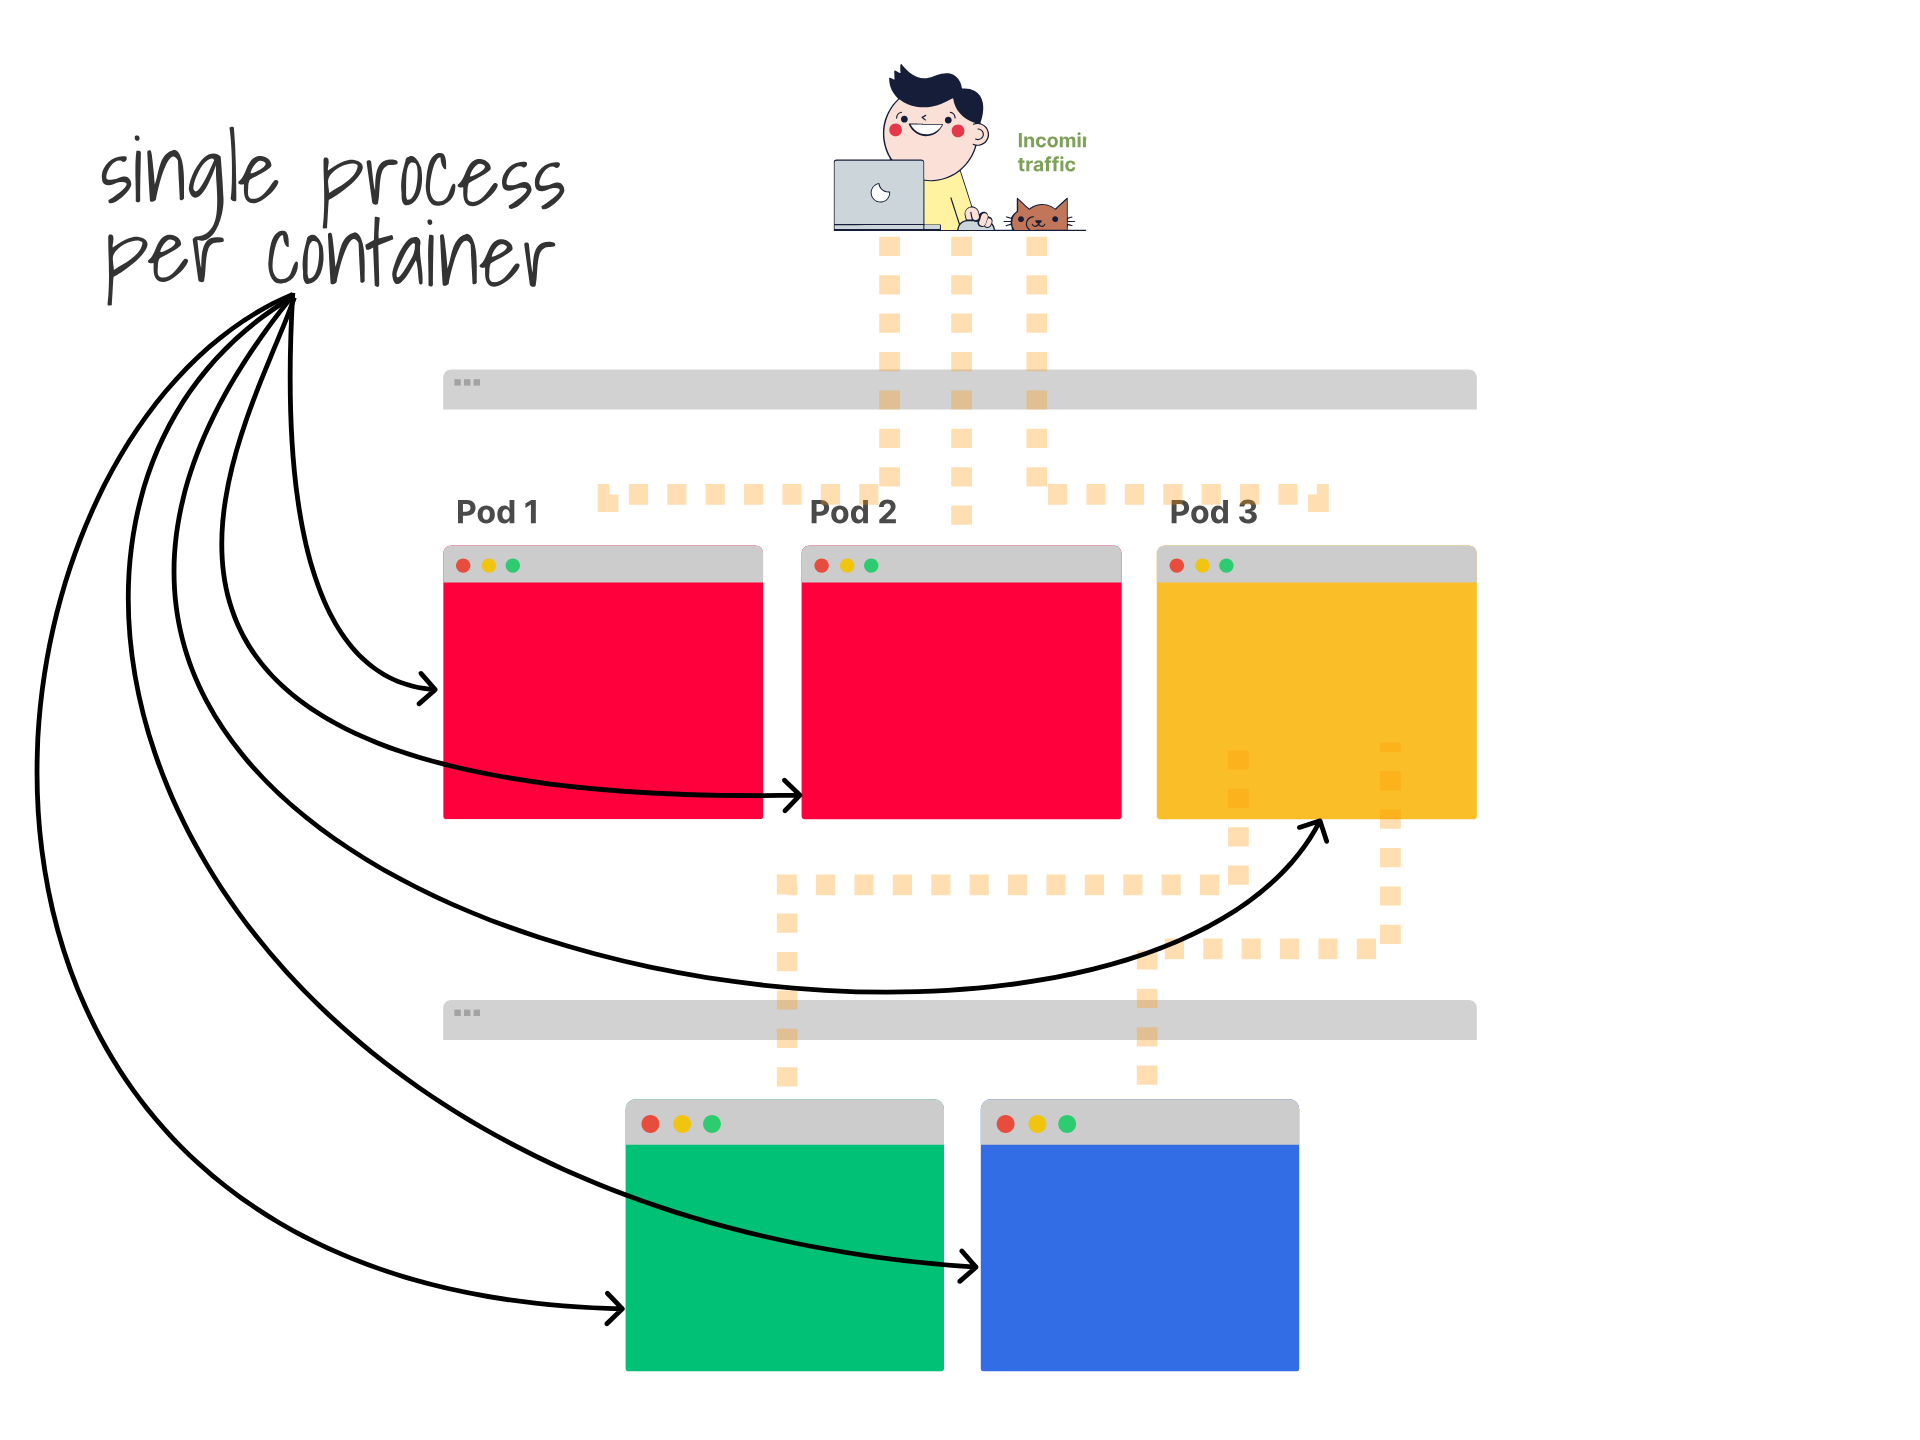 single process
per container
Incomi
traffic
Pod 1
Pod 2
Pod 3